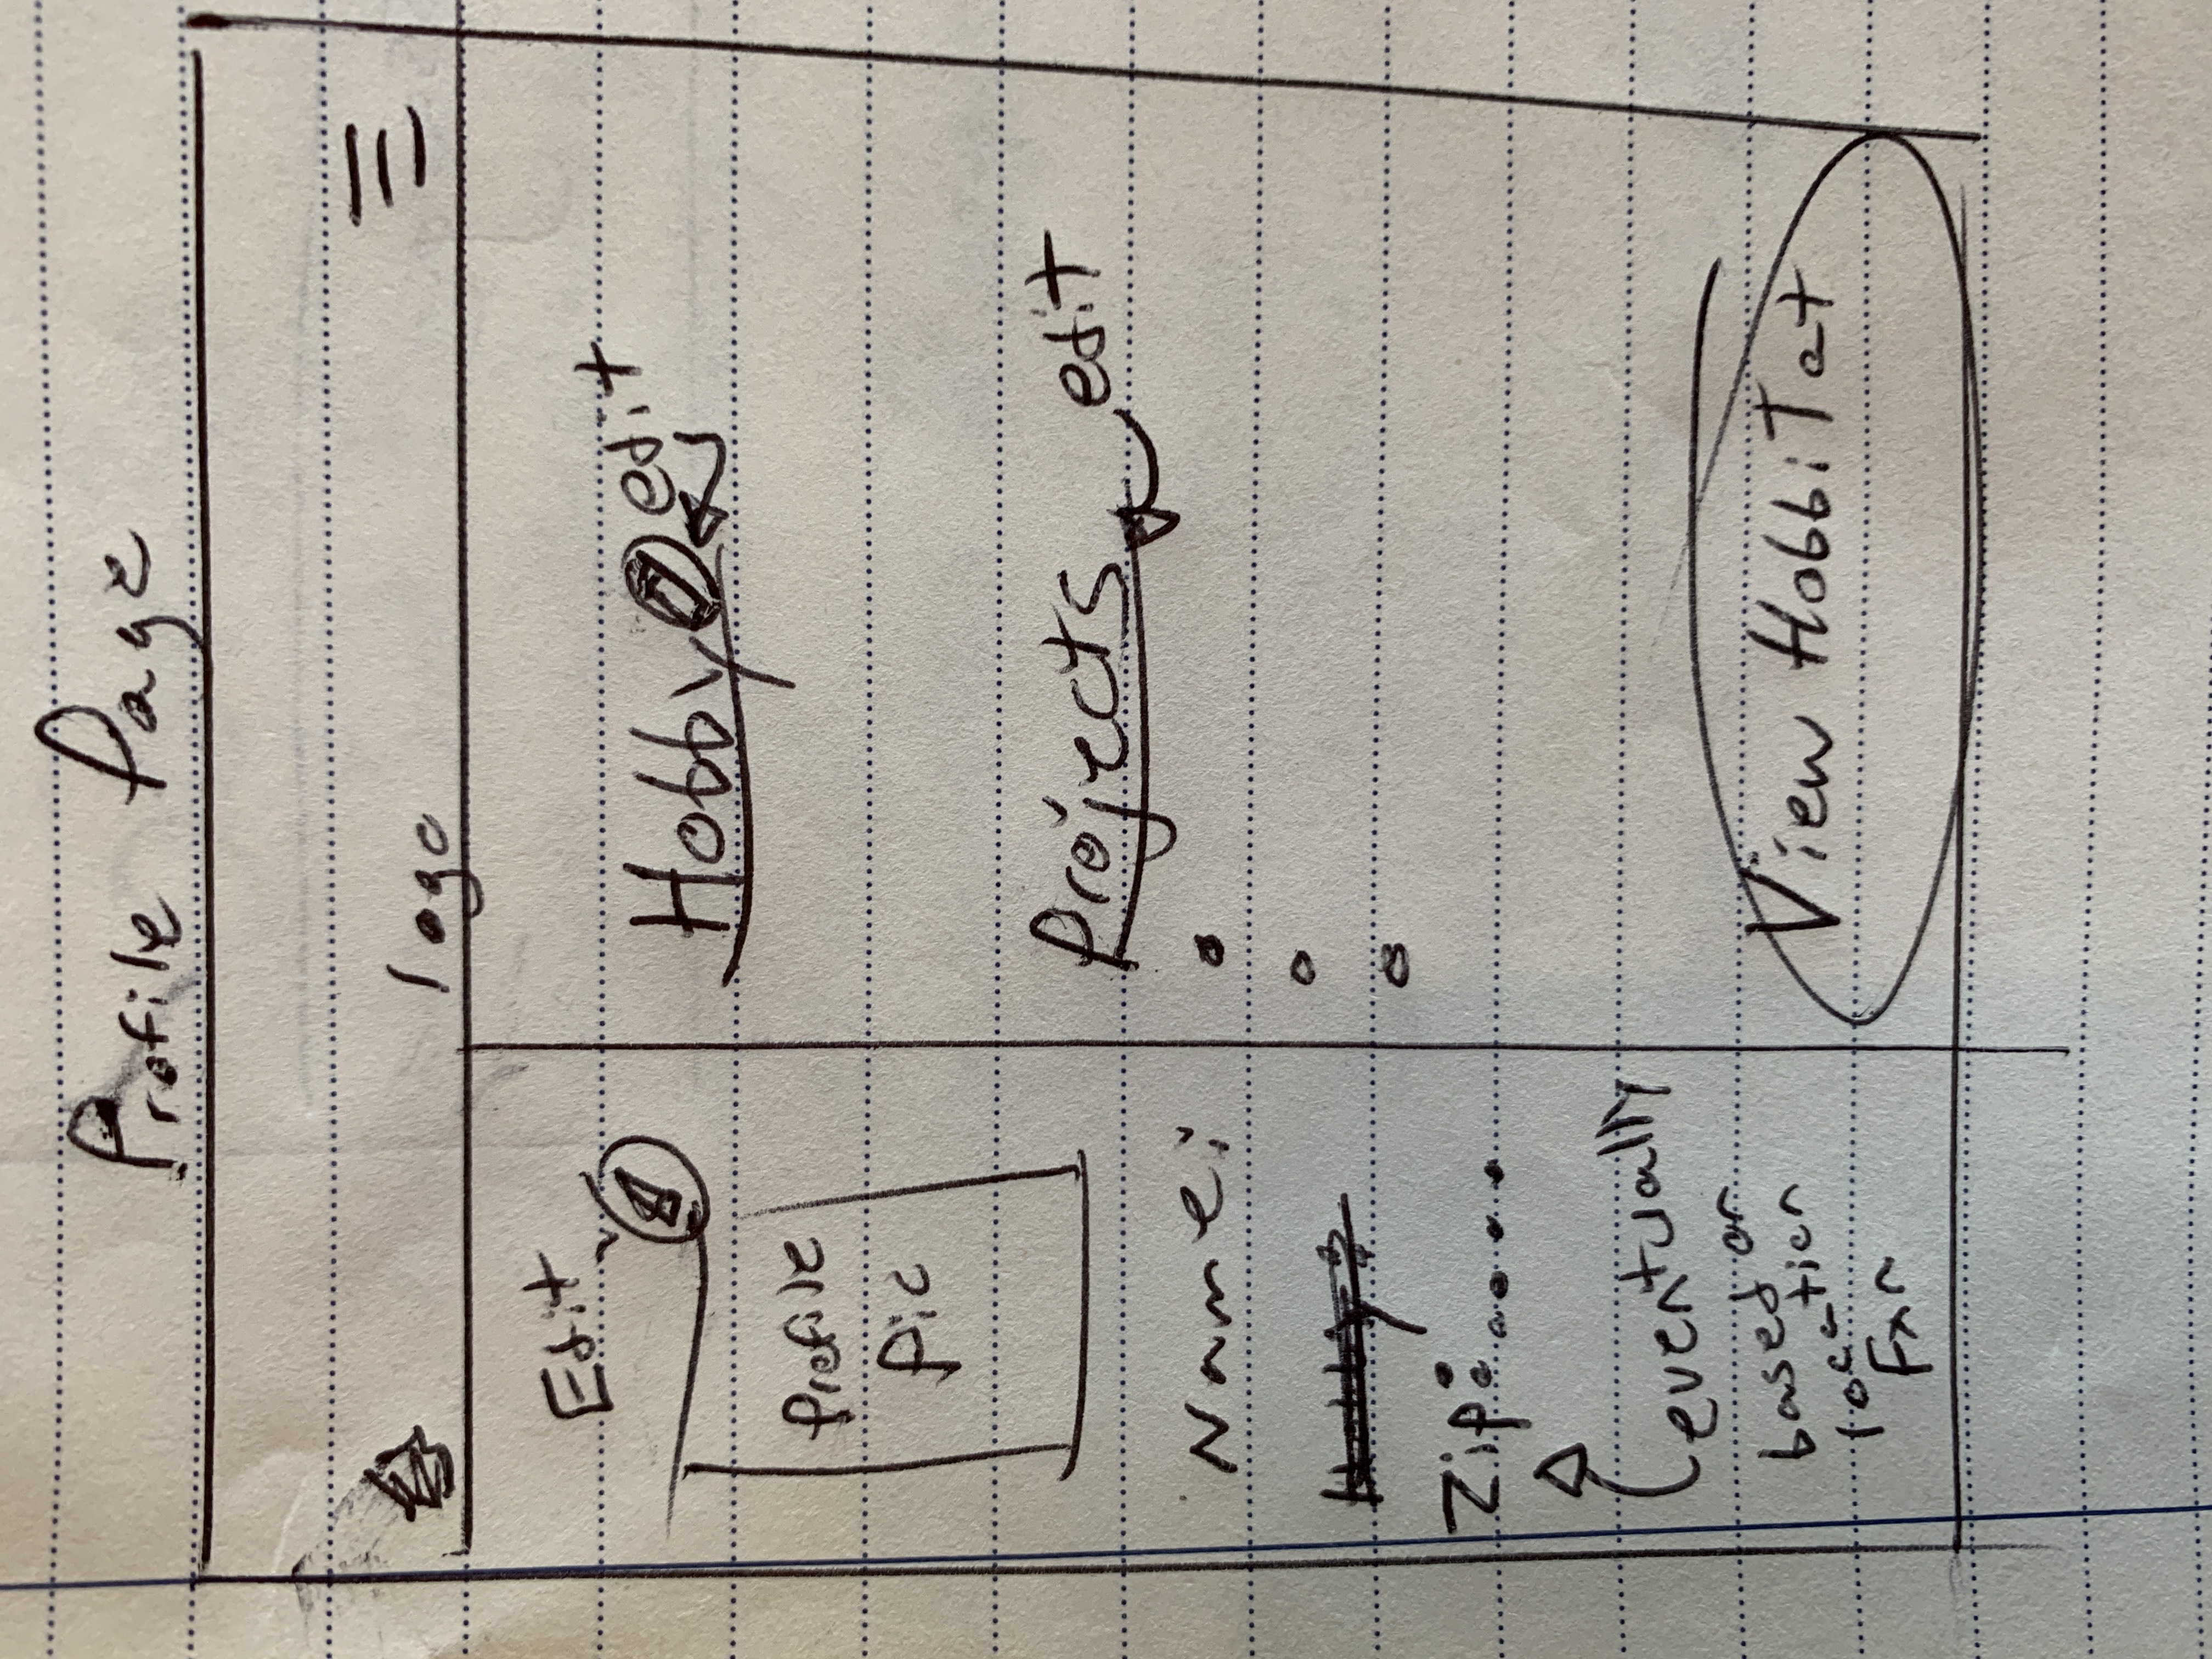 Profile Page
logo
Edit
Hobby
edit
Profile
Pic
Projects
edit
Name:
Hobby:
Zip:....
eventually
based on
location
Fxn
View HobbiTat